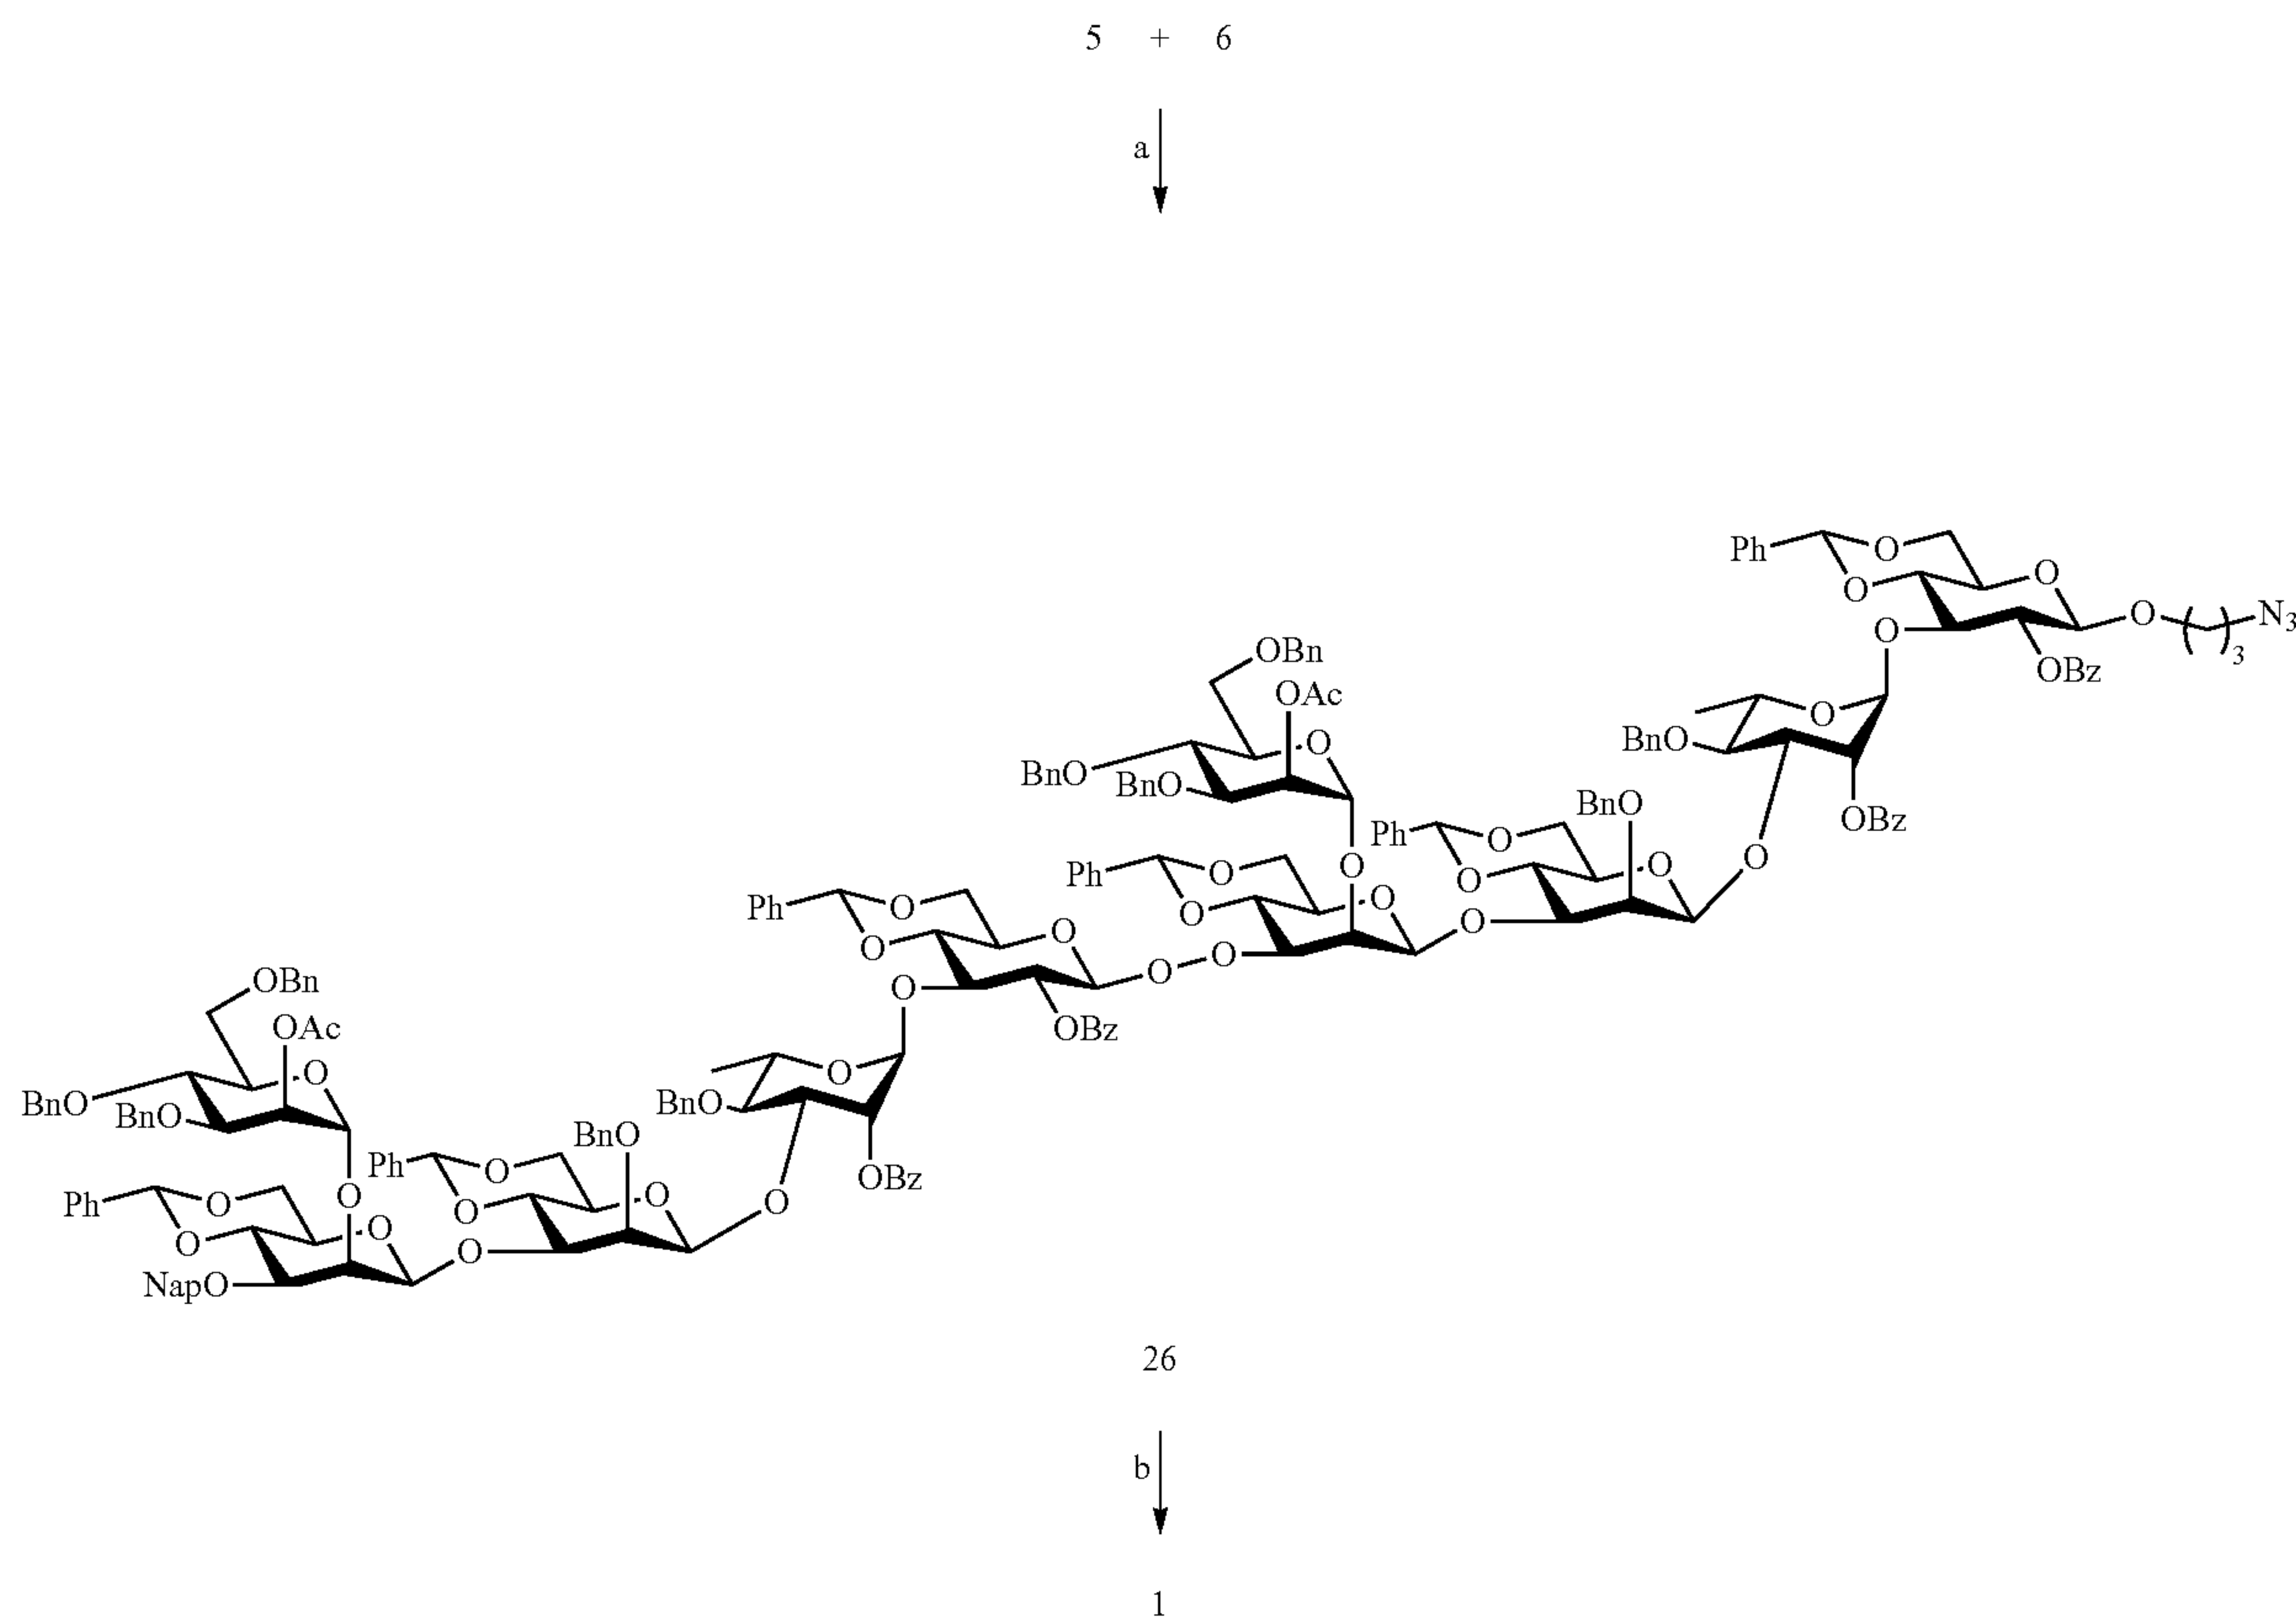 5 + 6
a
Ph O O
O O N3
O O 3
OBn OBz
OAc
O O
BnO
BnO BnO BnO OBz
Ph O O
Ph O O O O
Ph O O O O
O O O O
O O O
OBn O OBz
OAc
O O
BnO BnO
BnO BnO OBz
Ph O O
Ph O O O O
O O O
NapO
26
b
1